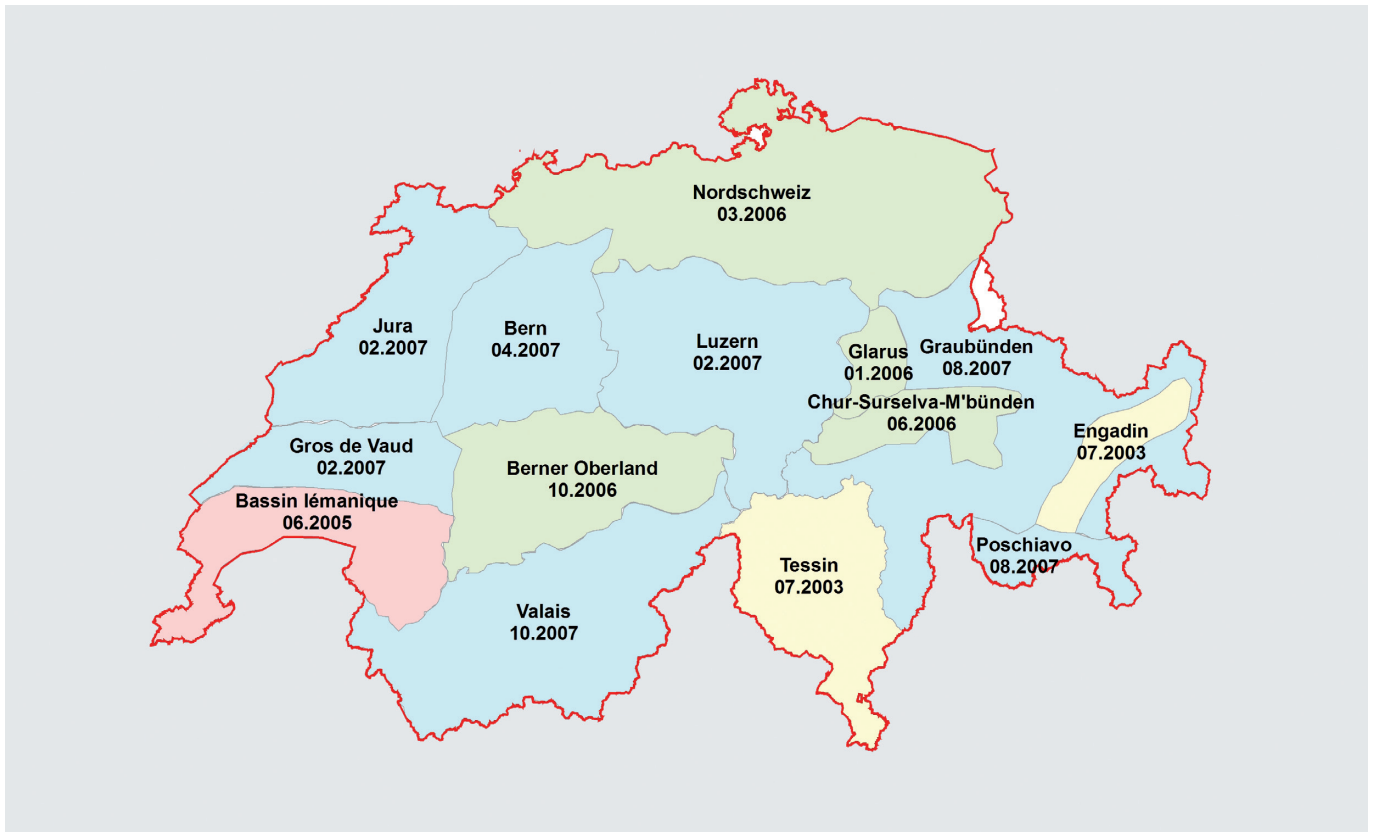 Nordschweiz
03.2006
Jura
02.2007
Bern
04.2007
Luzern
02.2007
Glarus
01.2006
Graubünden
08.2007
Chur-Surselva-M'bünden
06.2006
Engadin
07.2003
Gros de Vaud
02.2007
Berner Oberland
10.2006
Bassin lémanique
06.2005
Poschiavo
08.2007
Tessin
07.2003
Valais
10.2007